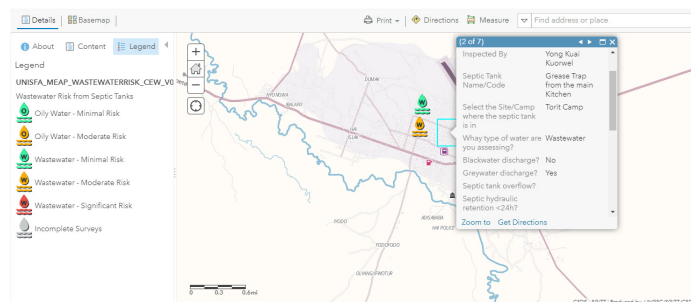 Details
Basemap
Print
Directions
Measure
Find address or place
About
Content
Legend
Legend
UNISFA_MEAP_WASTEWATERRISK_CEW_V0
Wastewater Risk from Septic Tanks
Oily Water - Minimal Risk
Oily Water - Moderate Risk
Wastewater - Minimal Risk
Wastewater - Moderate Risk
Wastewater - Significant Risk
Incomplete Surveys
(2 of 7)
Inspected By Yong Kuai Kuorwel
Septic Tank Name/Code Grease Trap from the main Kitchen
Select the Site/Camp where the septic tank is in Torit Camp
Whay type of water are you assessing? Wastewater
Blackwater discharge? No
Greywater discharge? Yes
Septic tank overflow?
Septic hydraulic retention <24h?
Zoom to Get Directions
DUMAK
NYONGWA
HAI
0 0.3 0.6mi